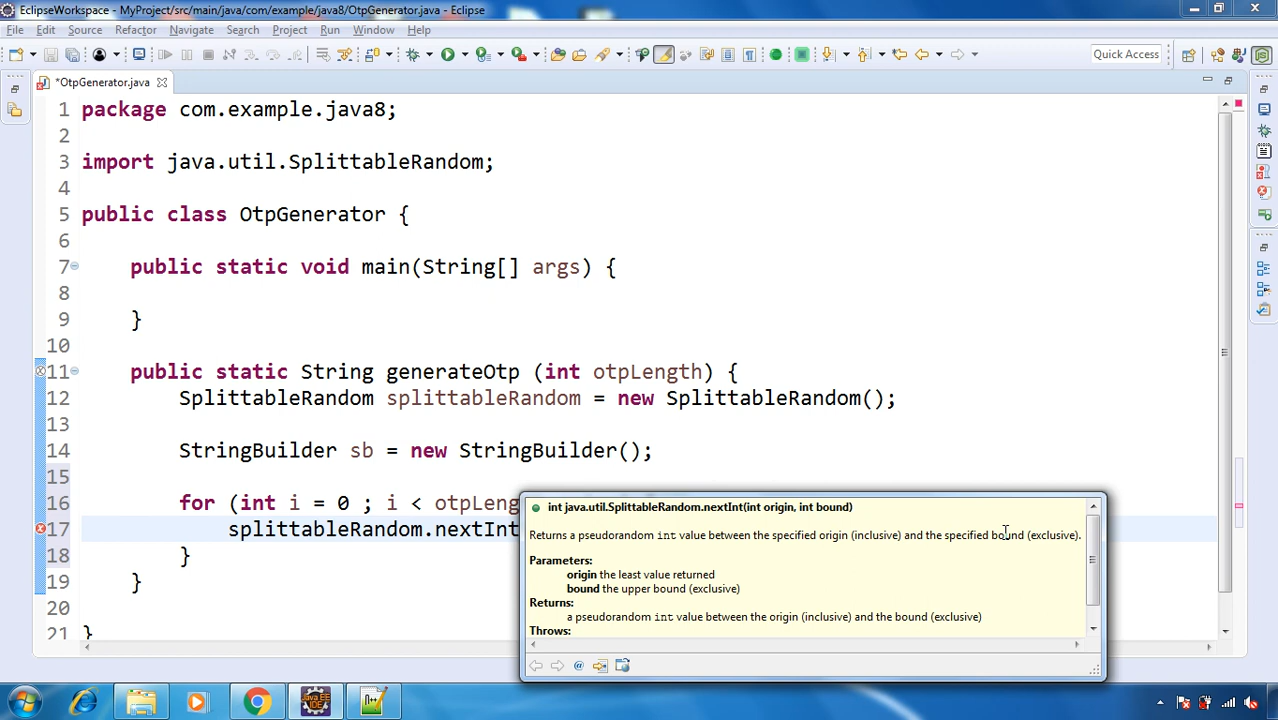 EclipseWorkspace - MyProject/src/main/java/com/example/java8/OtpGenerator.java - Eclipse
File Edit Source Refactor Navigate Search Project Run Window Help
Quick Access
*OtpGenerator.java
1 package com.example.java8;
2
3 import java.util.SplittableRandom;
4
5 public class OtpGenerator {
6
7 public static void main(String[] args) {
8
9 }
10
11 public static String generateOtp (int otpLength) {
12 SplittableRandom splittableRandom = new SplittableRandom();
13
14 StringBuilder sb = new StringBuilder();
15
16 for (int i = 0 ; i < otpLeng
17 splittableRandom.nextInt
18 }
19 }
20
21 }
int java.util.SplittableRandom.nextInt(int origin, int bound)
Returns a pseudorandom int value between the specified origin (inclusive) and the specified bound (exclusive).
Parameters:
origin the least value returned
bound the upper bound (exclusive)
Returns:
a pseudorandom int value between the origin (inclusive) and the bound (exclusive)
Throws:
Java EE
IDE